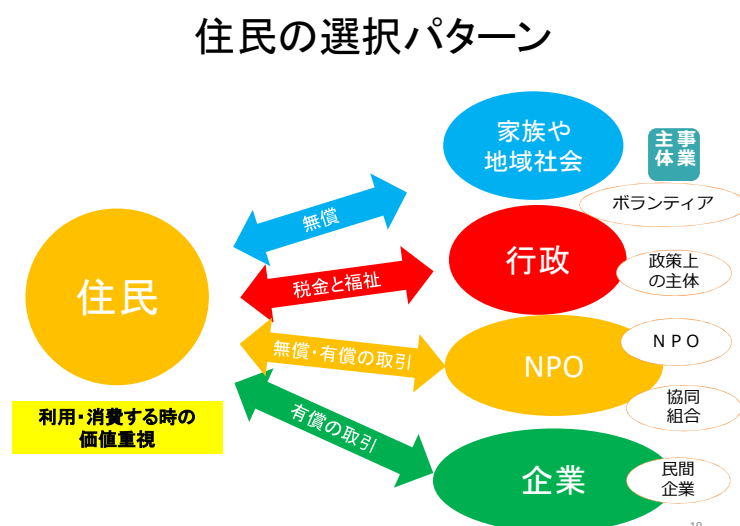 住民の選択パターン
家族や
地域社会
事業
主体
ボランティア
無償
住民
行政
政策上
の主体
税金と福祉
無償・有償の取引
NPO
ＮＰＯ
協同
組合
利用・消費する時の
価値重視
有償の取引
企業
民間
企業
19